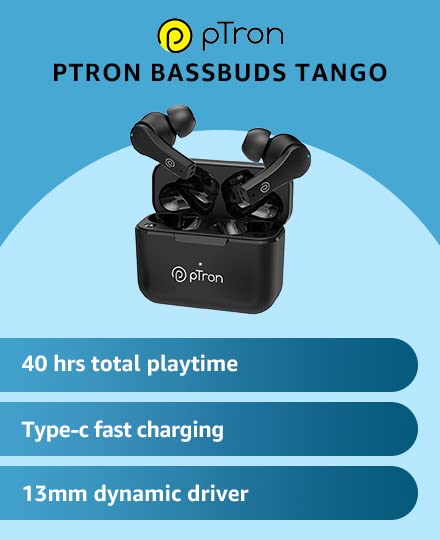 pTron
PTRON BASSBUDS TANGO
pTron
40 hrs total playtime
Type-c fast charging
13mm dynamic driver